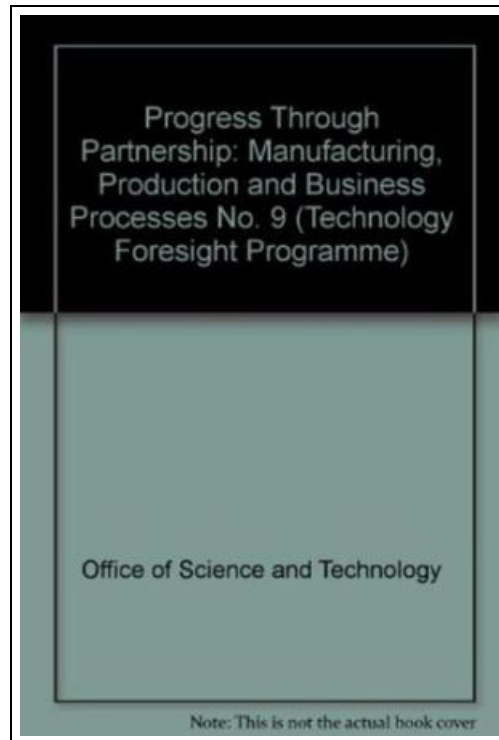 Progress Through
Partnership: Manufacturing,
Production and Business
Processes No. 9 (Technology
Foresight Programme)
Office of Science and Technology
Note: This is not the actual book cover